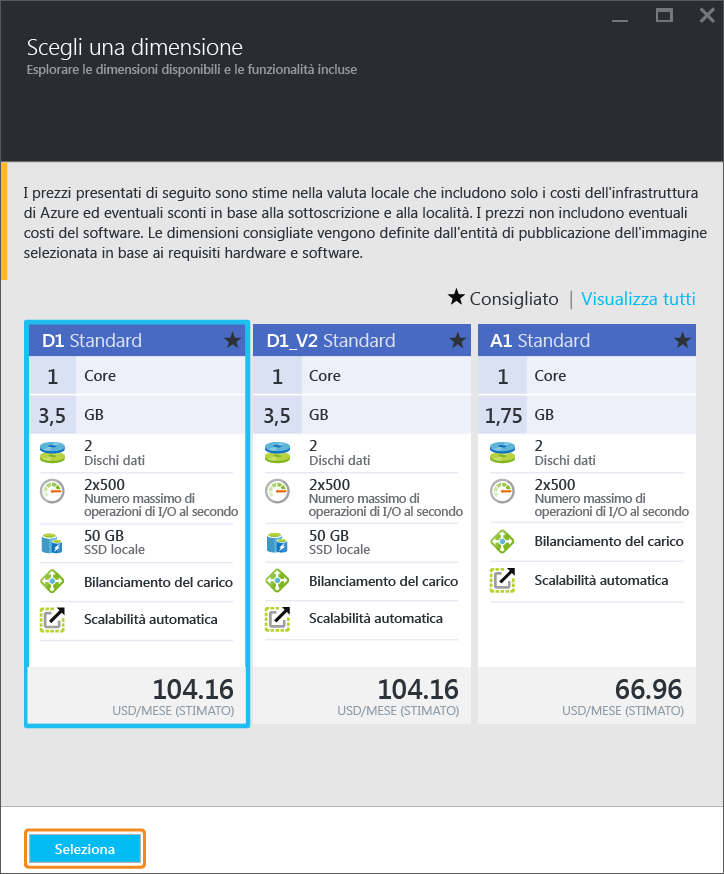 Scegli una dimensione
Esplorare le dimensioni disponibili e le funzionalità incluse
I prezzi presentati di seguito sono stime nella valuta locale che includono solo i costi dell'infrastruttura
di Azure ed eventuali sconti in base alla sottoscrizione e alla località. I prezzi non includono eventuali
costi del software. Le dimensioni consigliate vengono definite dall'entità di pubblicazione dell'immagine
selezionata in base ai requisiti hardware e software.
★ Consigliato | Visualizza tutti
D1 Standard ★
1 Core
3,5 GB
2
Dischi dati
2x500
Numero massimo di
operazioni di I/O al secondo
50 GB
SSD locale
Bilanciamento del carico
Scalabilità automatica
104.16
USD/MESE (STIMATO)
D1_V2 Standard ★
1 Core
3,5 GB
2
Dischi dati
2x500
Numero massimo di
operazioni di I/O al secondo
50 GB
SSD locale
Bilanciamento del carico
Scalabilità automatica
104.16
USD/MESE (STIMATO)
A1 Standard ★
1 Core
1,75 GB
2
Dischi dati
2x500
Numero massimo di
operazioni di I/O al secondo
Bilanciamento del carico
Scalabilità automatica
66.96
USD/MESE (STIMATO)
Seleziona